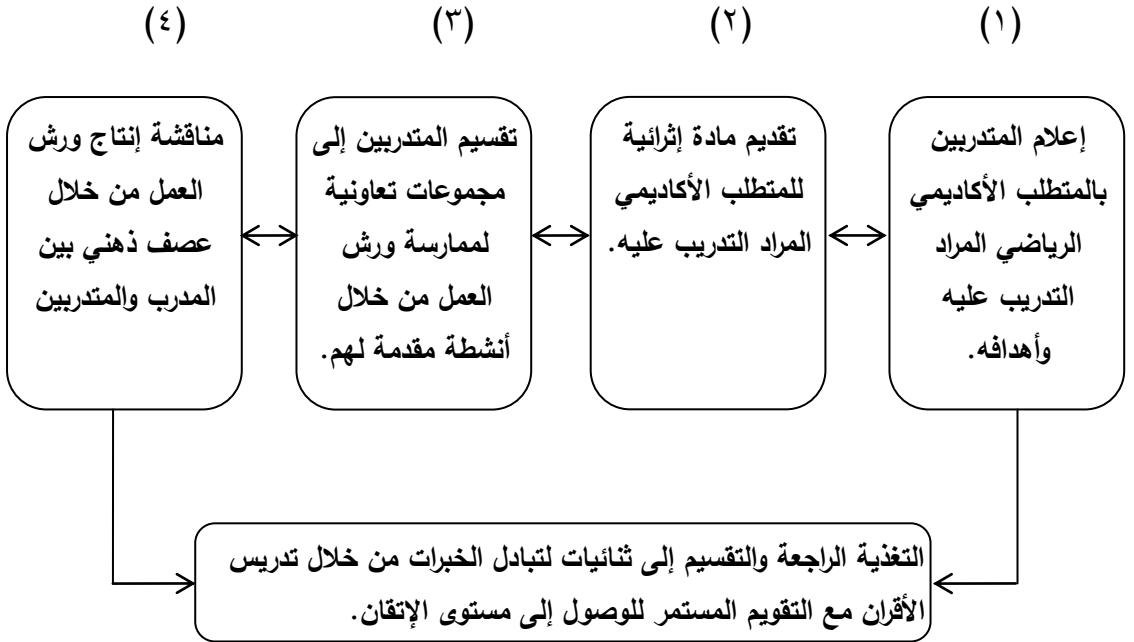 (١)
(٢)
(٣)
(٤)
إعلام المتدربين
بالمتطلب الأكاديمي
الرياضي المراد
التدريب عليه
وأهدافه.
تقديم مادة إثرائية
للمتطلب الأكاديمي
المراد التدريب عليه.
تقسيم المتدربين إلى
مجموعات تعاونية
لممارسة ورش
العمل من خلال
أنشطة مقدمة لهم.
مناقشة إنتاج ورش
العمل من خلال
عصف ذهني بين
المدرب والمتدربين
التغذية الراجعة والتقسيم إلى ثنائيات لتبادل الخبرات من خلال تدريس
الأقران مع التقويم المستمر للوصول إلى مستوى الإتقان.